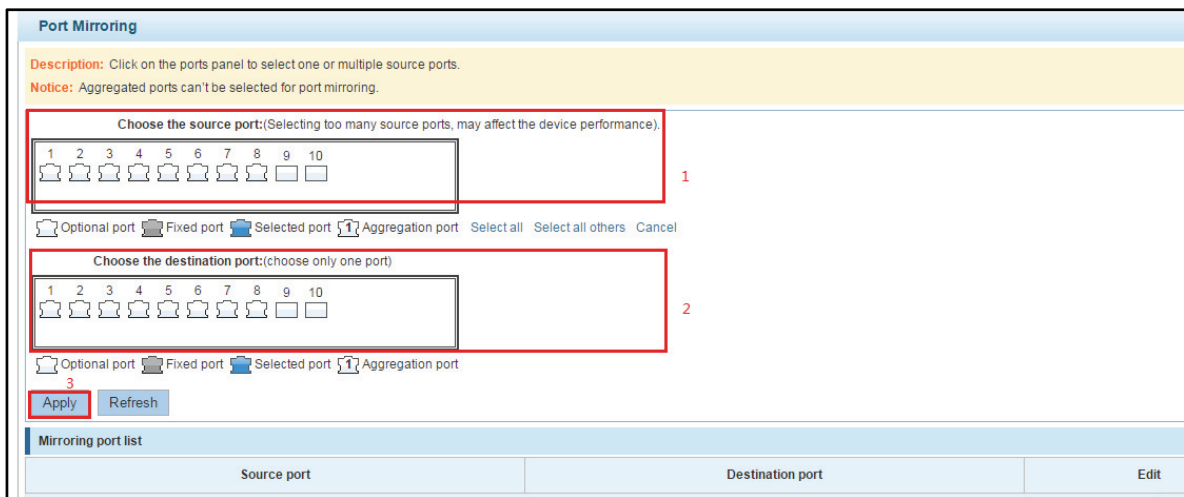 Port Mirroring
Description: Click on the ports panel to select one or multiple source ports.
Notice: Aggregated ports can't be selected for port mirroring.
Choose the source port:(Selecting too many source ports, may affect the device performance).
1 2 3 4 5 6 7 8 9 10
1
Optional port Fixed port Selected port 1 Aggregation port Select all Select all others Cancel
Choose the destination port:(choose only one port)
1 2 3 4 5 6 7 8 9 10
2
Optional port Fixed port Selected port 1 Aggregation port
3
Apply Refresh
Mirroring port list
Source port Destination port Edit